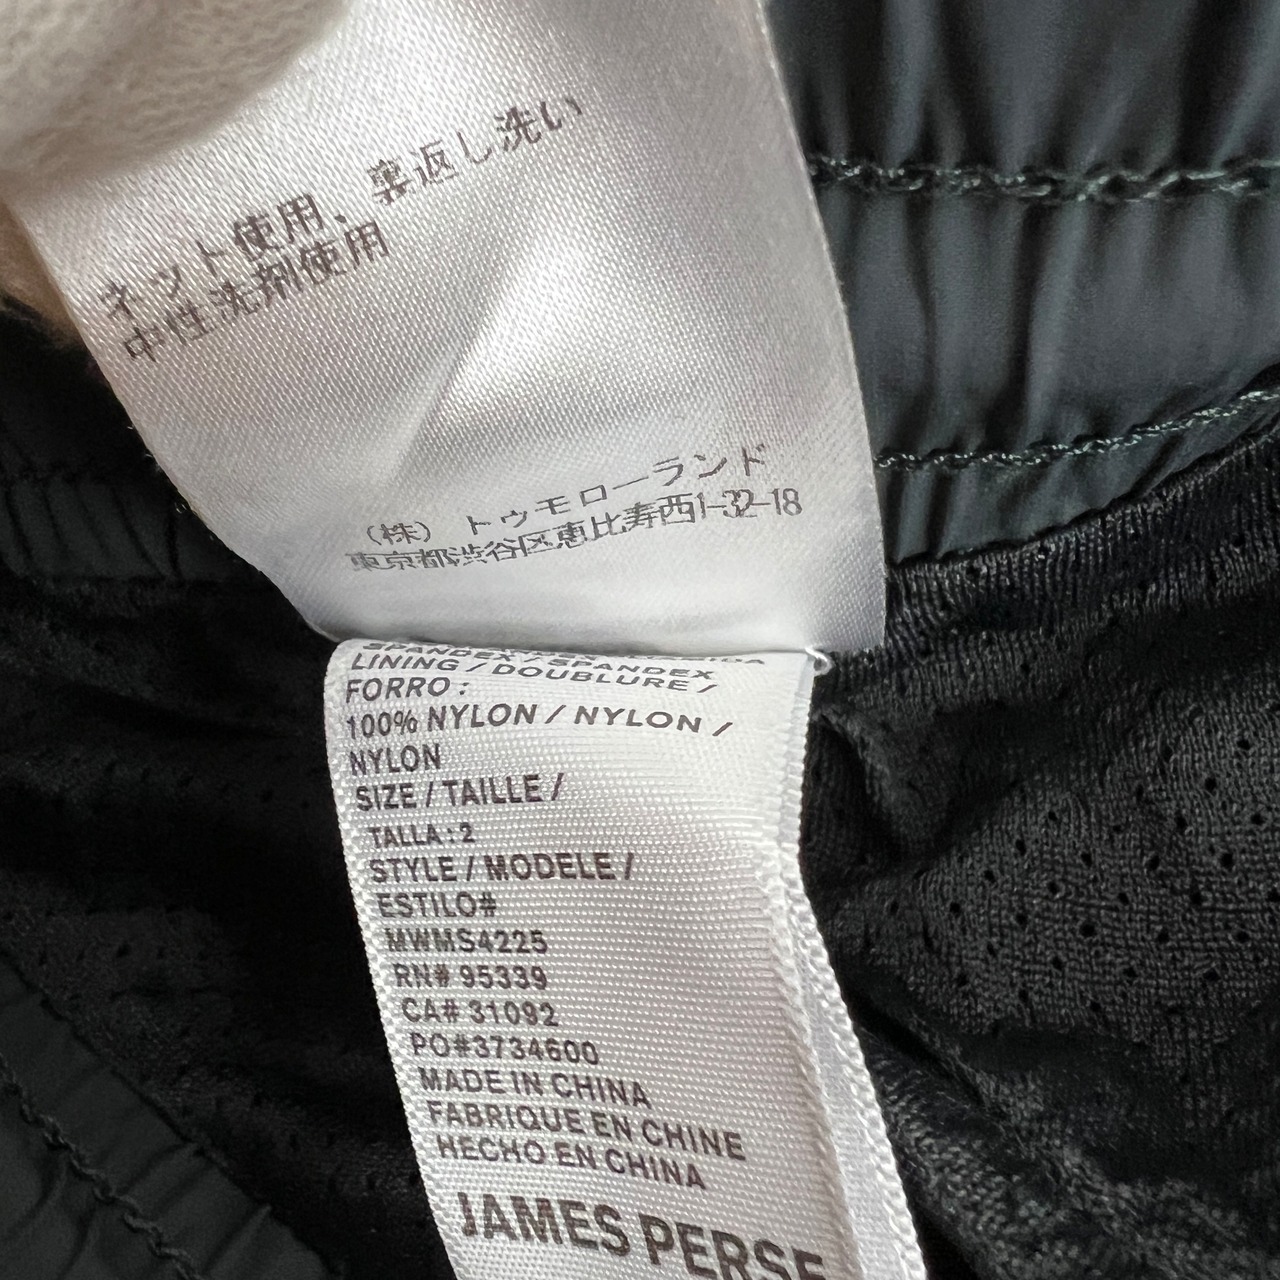 ネット使用、裏返し洗い
中性洗剤使用
(株) トゥモローランド
東京都渋谷区恵比寿西1-32-18
SPANDEX / SPANDEX
LINING / DOUBLURE /
FORRO :
100% NYLON / NYLON /
NYLON
SIZE / TAILLE /
TALLA : 2
STYLE / MODELE /
ESTILO#
MWMS4225
RN# 95339
CA# 31092
PO#3734600
MADE IN CHINA
FABRIQUE EN CHINE
HECHO EN CHINA
JAMES PERSE